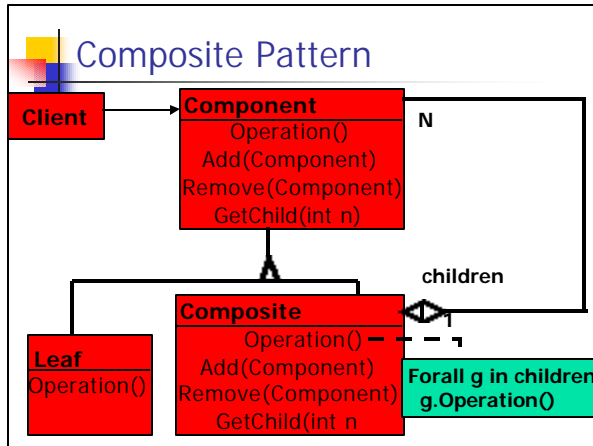 Composite Pattern
Client
Component
Operation()
Add(Component)
Remove(Component)
GetChild(int n)
N
children
1
Composite
Operation()
Add(Component)
Remove(Component)
GetChild(int n
Leaf
Operation()
Forall g in children
g.Operation()